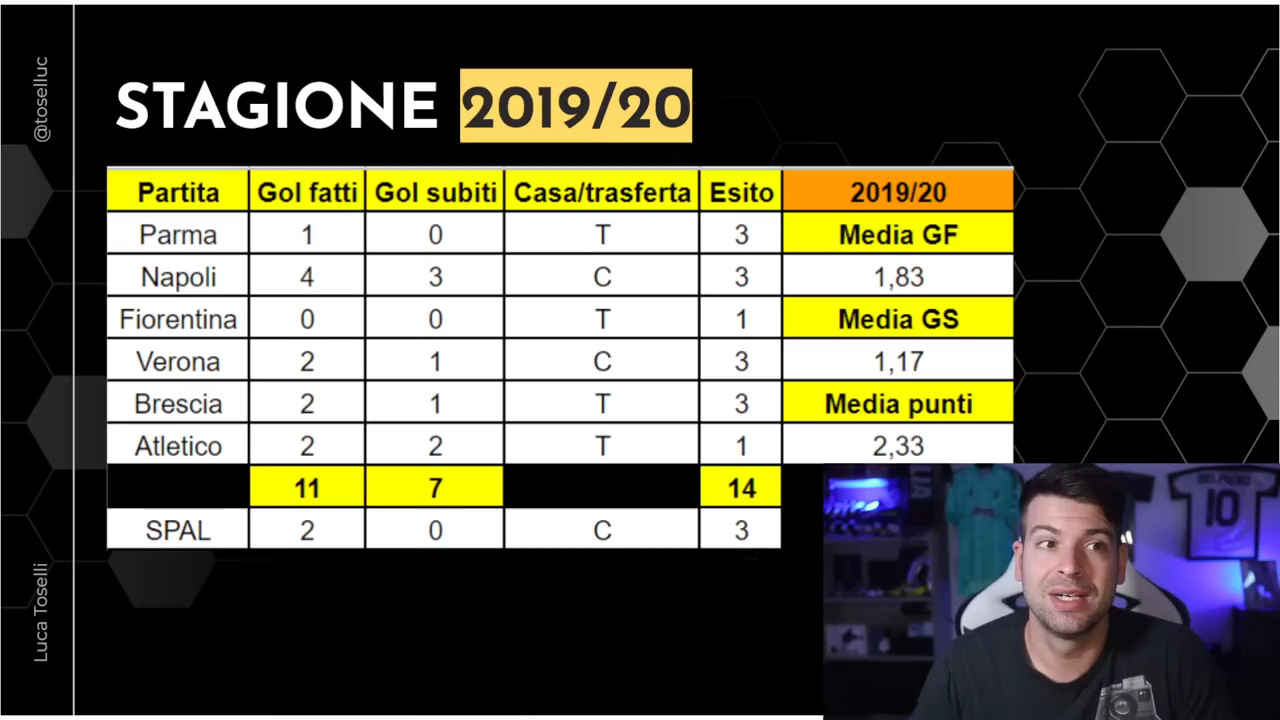 @toselluc
Luca Toselli
STAGIONE 2019/20
Partita Gol fatti Gol subiti Casa/trasferta Esito 2019/20
Parma 1 0 T 3 Media GF
Napoli 4 3 C 3 1,83
Fiorentina 0 0 T 1 Media GS
Verona 2 1 C 3 1,17
Brescia 2 1 T 3 Media punti
Atletico 2 2 T 1 2,33
11 7 14
SPAL 2 0 C 3
DEL PIERO
10